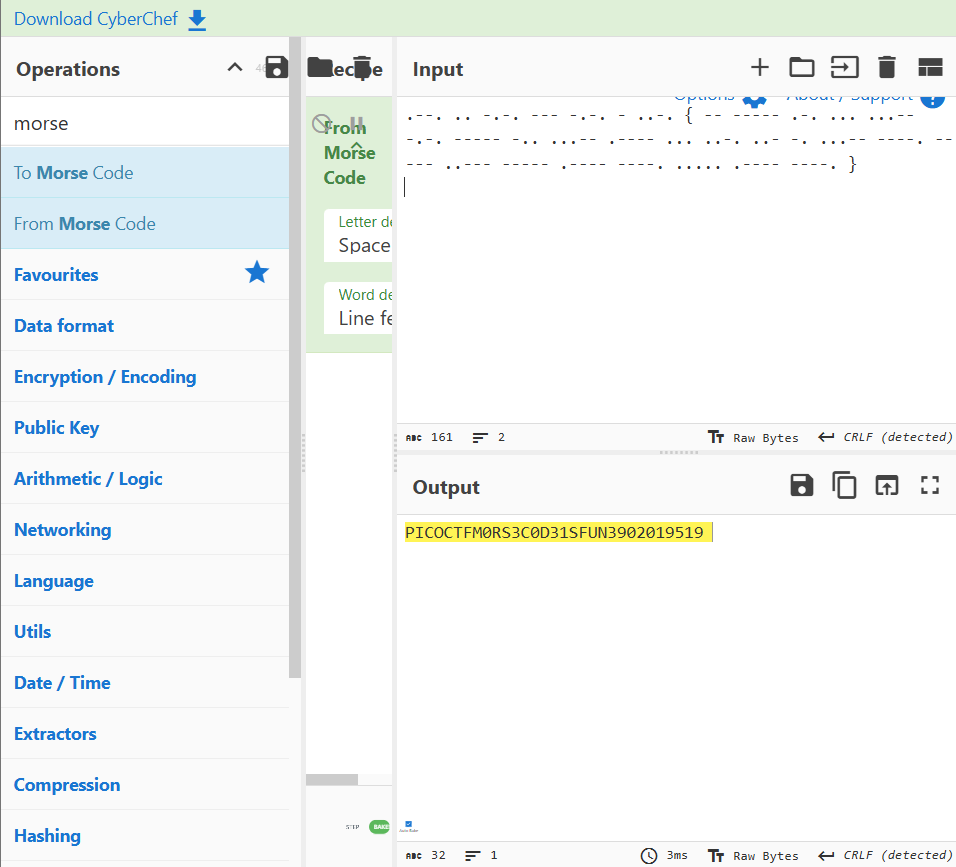 Download CyberChef
Operations
Recipe
Input
Options
About / Support
morse
To Morse Code
From Morse Code
Favourites
Data format
Encryption / Encoding
Public Key
Arithmetic / Logic
Networking
Language
Utils
Date / Time
Extractors
Compression
Hashing
From
Morse
Code
Letter de
Space
Word de
Line fe
STEP
BAKE
Auto Bake
.--. .. -.-. --- -.-. - ..-. { -- ----- .-. ... ...--
-.-. ----- -.. ...-- .---- ... ..-. ..- -. ...-- ----. --
--- ..--- ----- .---- ----. ..... .---- ----. }
ABC 161 2 Raw Bytes CRLF (detected)
Output
PICOCTFM0RS3C0D31SFUN3902019519
ABC 32 1 3ms Raw Bytes CRLF (detected)